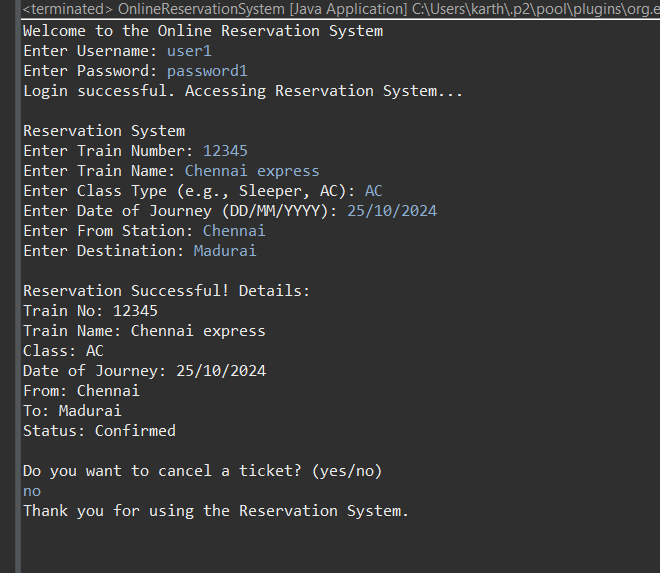 <terminated> OnlineReservationSystem [Java Application] C:\Users\karth\.p2\pool\plugins\org.e
Welcome to the Online Reservation System
Enter Username: user1
Enter Password: password1
Login successful. Accessing Reservation System...
Reservation System
Enter Train Number: 12345
Enter Train Name: Chennai express
Enter Class Type (e.g., Sleeper, AC): AC
Enter Date of Journey (DD/MM/YYYY): 25/10/2024
Enter From Station: Chennai
Enter Destination: Madurai
Reservation Successful! Details:
Train No: 12345
Train Name: Chennai express
Class: AC
Date of Journey: 25/10/2024
From: Chennai
To: Madurai
Status: Confirmed
Do you want to cancel a ticket? (yes/no)
no
Thank you for using the Reservation System.